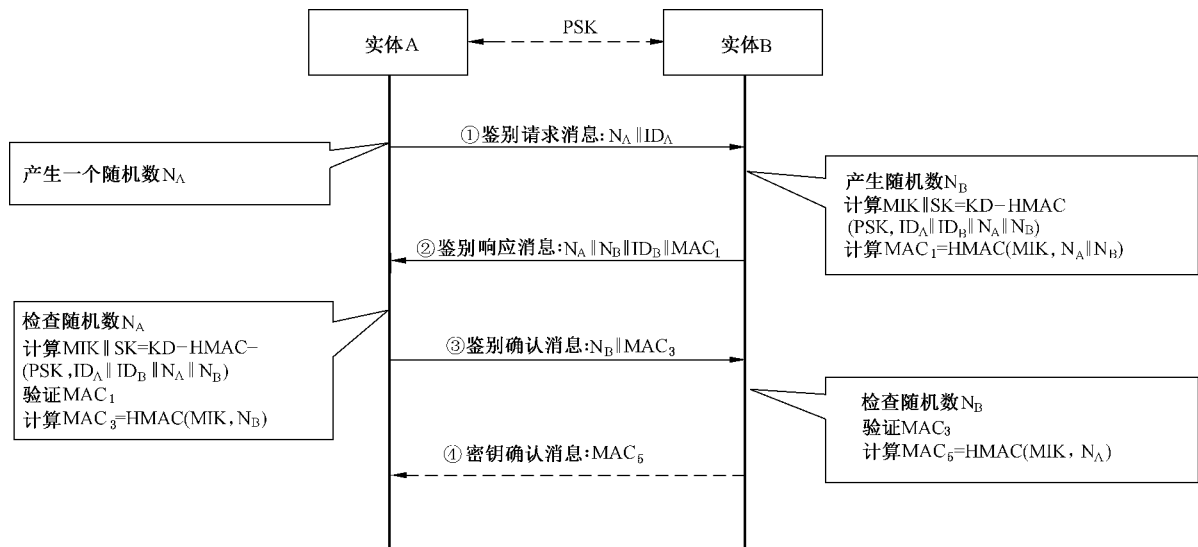 实体A
PSK
实体B
①鉴别请求消息:N_A‖ID_A
产生一个随机数N_A
产生随机数N_B
计算MIK‖SK=KD-HMAC
(PSK, ID_A‖ID_B‖N_A‖N_B)
计算MAC_1=HMAC(MIK, N_A‖N_B)
②鉴别响应消息:N_A‖N_B‖ID_B‖MAC_1
检查随机数N_A
计算MIK‖SK=KD-HMAC-
(PSK,ID_A‖ID_B‖N_A‖N_B)
验证MAC_1
计算MAC_3=HMAC(MIK, N_B)
③鉴别确认消息:N_B‖MAC_3
检查随机数N_B
验证MAC_3
计算MAC_5=HMAC(MIK, N_A)
④密钥确认消息:MAC_5